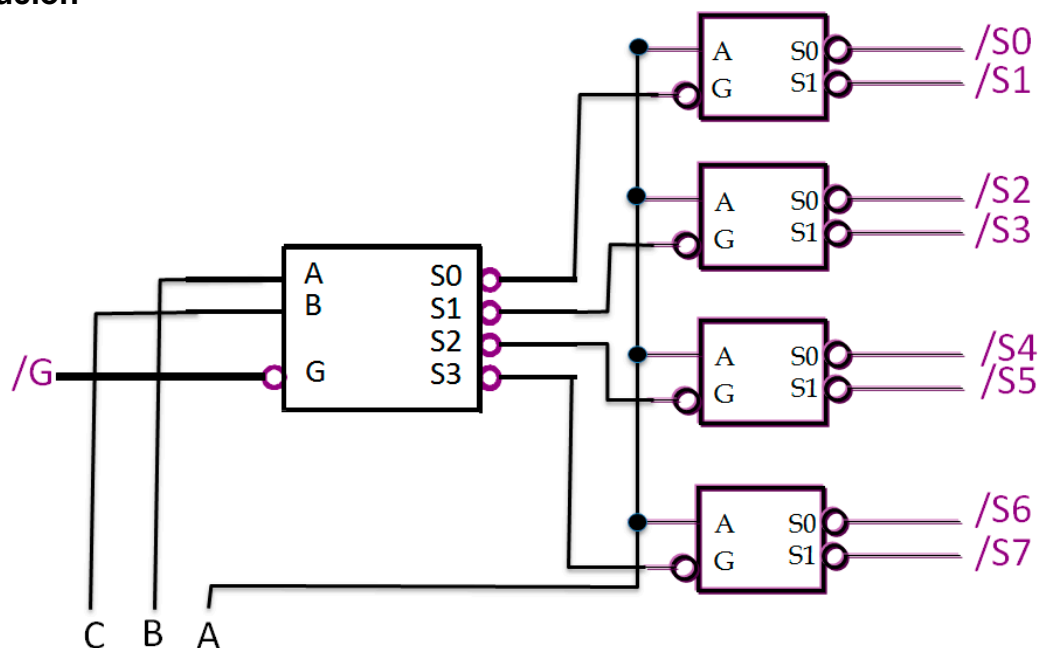 ución
A S0 /S0
G S1 /S1
A S0 /S2
G S1 /S3
A S0
B S1
S2
/G G S3
A S0 /S4
G S1 /S5
A S0 /S6
G S1 /S7
C B A